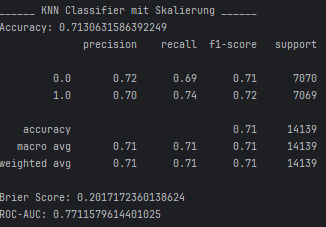 ______ KNN Classifier mit Skalierung ______
Accuracy: 0.7130631586392249
precision recall f1-score support
0.0 0.72 0.69 0.71 7070
1.0 0.70 0.74 0.72 7069
accuracy 0.71 14139
macro avg 0.71 0.71 0.71 14139
weighted avg 0.71 0.71 0.71 14139
Brier Score: 0.2017172360138624
ROC-AUC: 0.7711579614401025